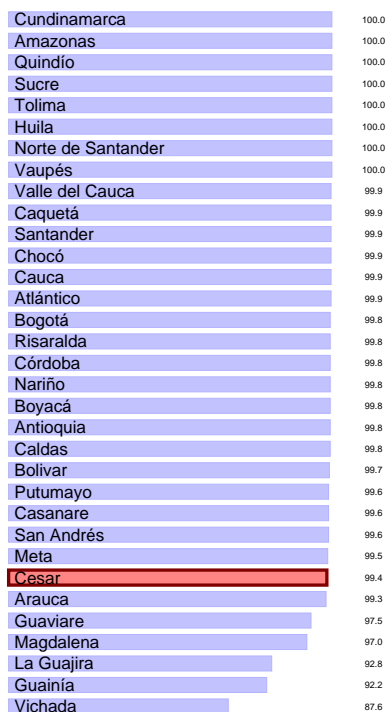 Cundinamarca 100.0
Amazonas 100.0
Quindío 100.0
Sucre 100.0
Tolima 100.0
Huila 100.0
Norte de Santander 100.0
Vaupés 100.0
Valle del Cauca 99.9
Caquetá 99.9
Santander 99.9
Chocó 99.9
Cauca 99.9
Atlántico 99.9
Bogotá 99.8
Risaralda 99.8
Córdoba 99.8
Nariño 99.8
Boyacá 99.8
Antioquia 99.8
Caldas 99.8
Bolivar 99.7
Putumayo 99.6
Casanare 99.6
San Andrés 99.6
Meta 99.5
Cesar 99.4
Arauca 99.3
Guaviare 97.5
Magdalena 97.0
La Guajira 92.8
Guainía 92.2
Vichada 87.6